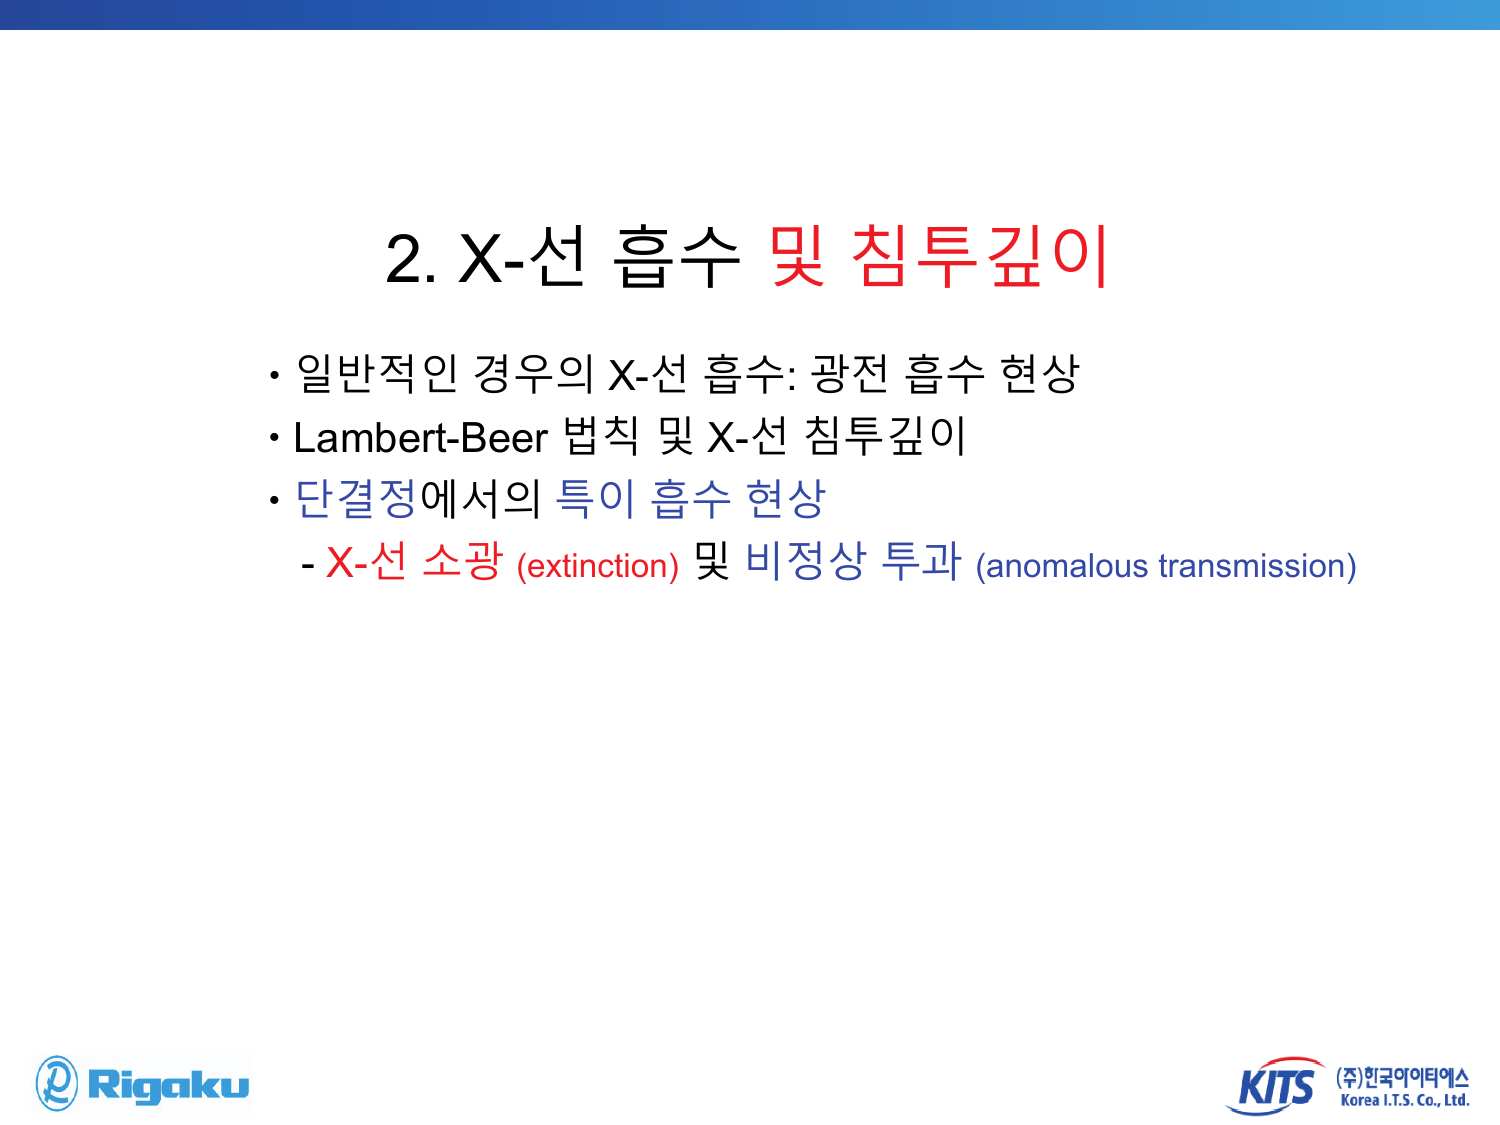 2. X-선 흡수 및 침투깊이
• 일반적인 경우의 X-선 흡수: 광전 흡수 현상
• Lambert-Beer 법칙 및 X-선 침투깊이
• 단결정에서의 특이 흡수 현상
- X-선 소광 (extinction) 및 비정상 투과 (anomalous transmission)
Rigaku
KITS
(주)한국아이티에스
Korea I.T.S. Co., Ltd.